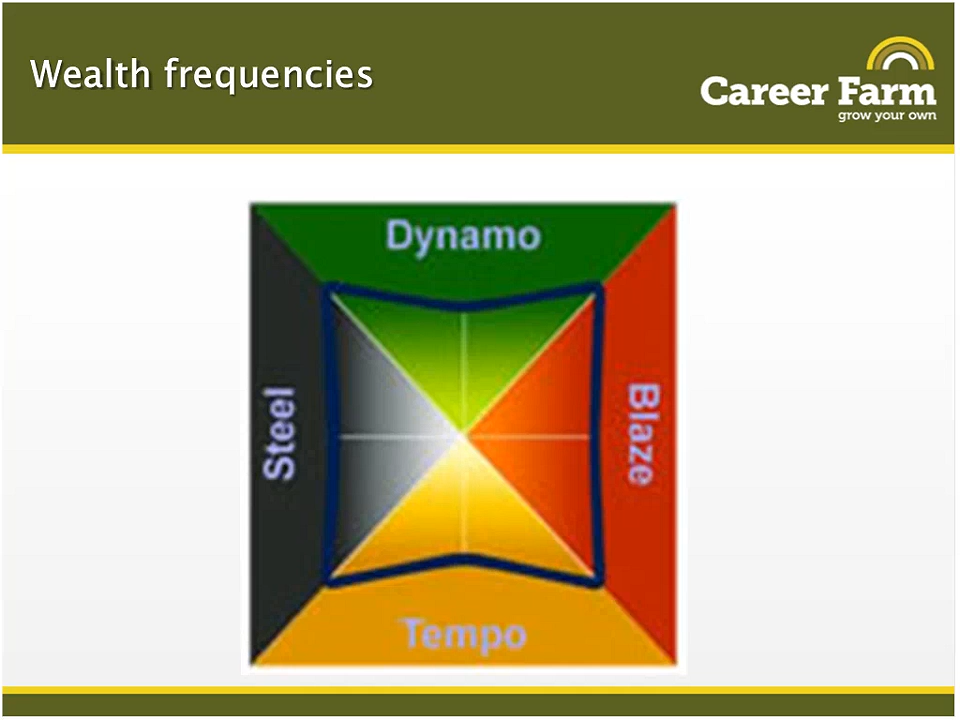 Wealth frequencies
Career Farm
grow your own
Dynamo
Steel
Blaze
Tempo